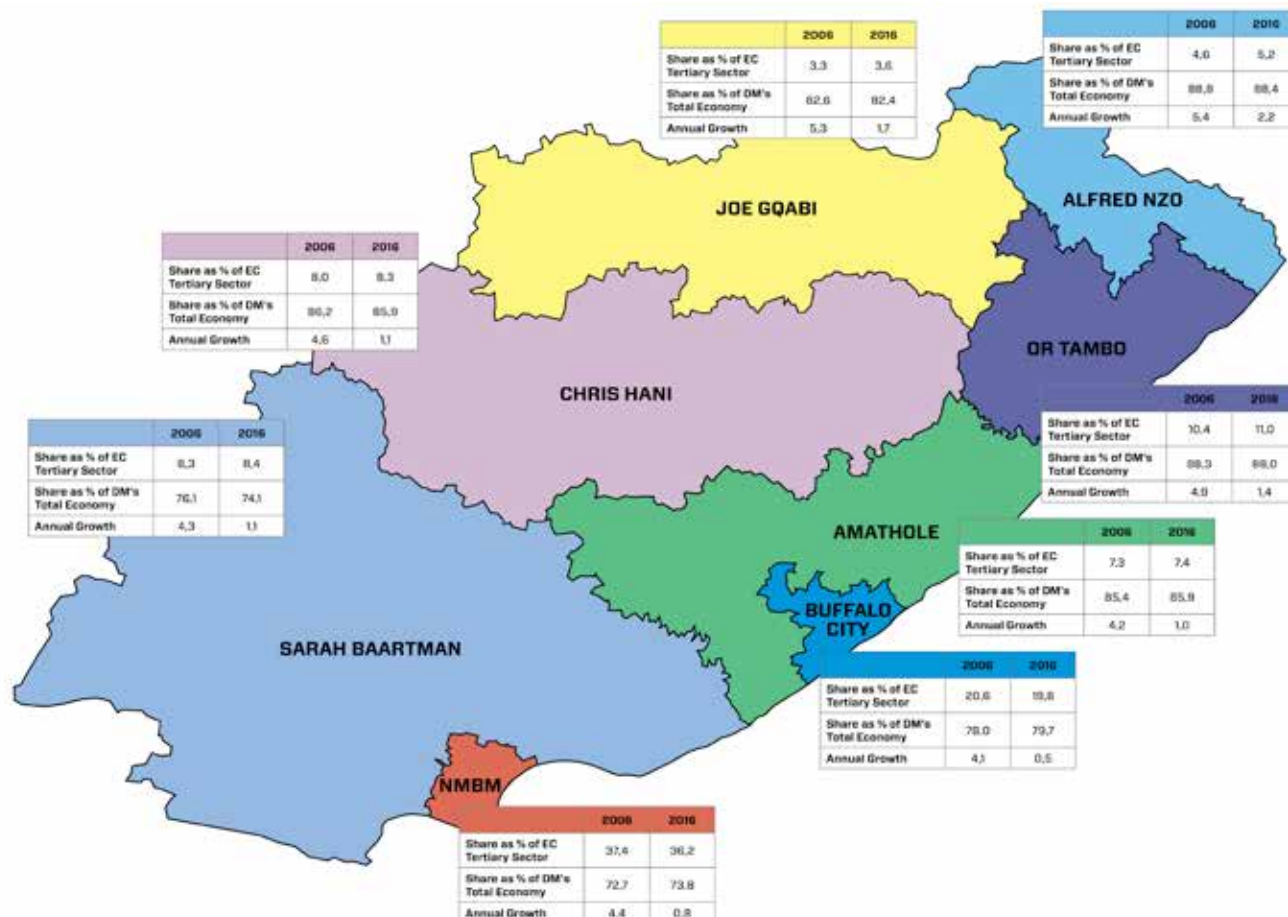 2006 2016
Share as % of EC
Tertiary Sector 3,3 3,6
Share as % of DM's
Total Economy 82,6 82,4
Annual Growth 5,3 1,7
2006 2016
Share as % of EC
Tertiary Sector 4,6 5,2
Share as % of DM's
Total Economy 88,8 88,4
Annual Growth 5,4 2,2
JOE GQABI
ALFRED NZO
2006 2016
Share as % of EC
Tertiary Sector 8,0 8,3
Share as % of DM's
Total Economy 86,2 85,9
Annual Growth 4,6 1,1
OR TAMBO
CHRIS HANI
2006 2016
Share as % of EC
Tertiary Sector 10,4 11,0
Share as % of DM's
Total Economy 88,3
Annual Growth 1,4
2006 2016
Share as % of EC
Tertiary Sector 8,3 8,4
Share as % of DM's
Total Economy 76,1 74,1
Annual Growth 4,3 1,1
AMATHOLE
2006 2016
Share as % of EC
Tertiary Sector 7,3 7,4
Share as % of DM's
Total Economy 85,4 85,9
Annual Growth 4,2 1,0
BUFFALO
CITY
SARAH BAARTMAN
2006 2016
Share as % of EC
Tertiary Sector 20,6 19,8
Share as % of DM's
Total Economy 79,7
Annual Growth 4,1 0,5
NMBM
2006 2016
Share as % of EC
Tertiary Sector 37,4 36,2
Share as % of DM's
Total Economy 72,7 73,8
Annual Growth 4,4 0,8